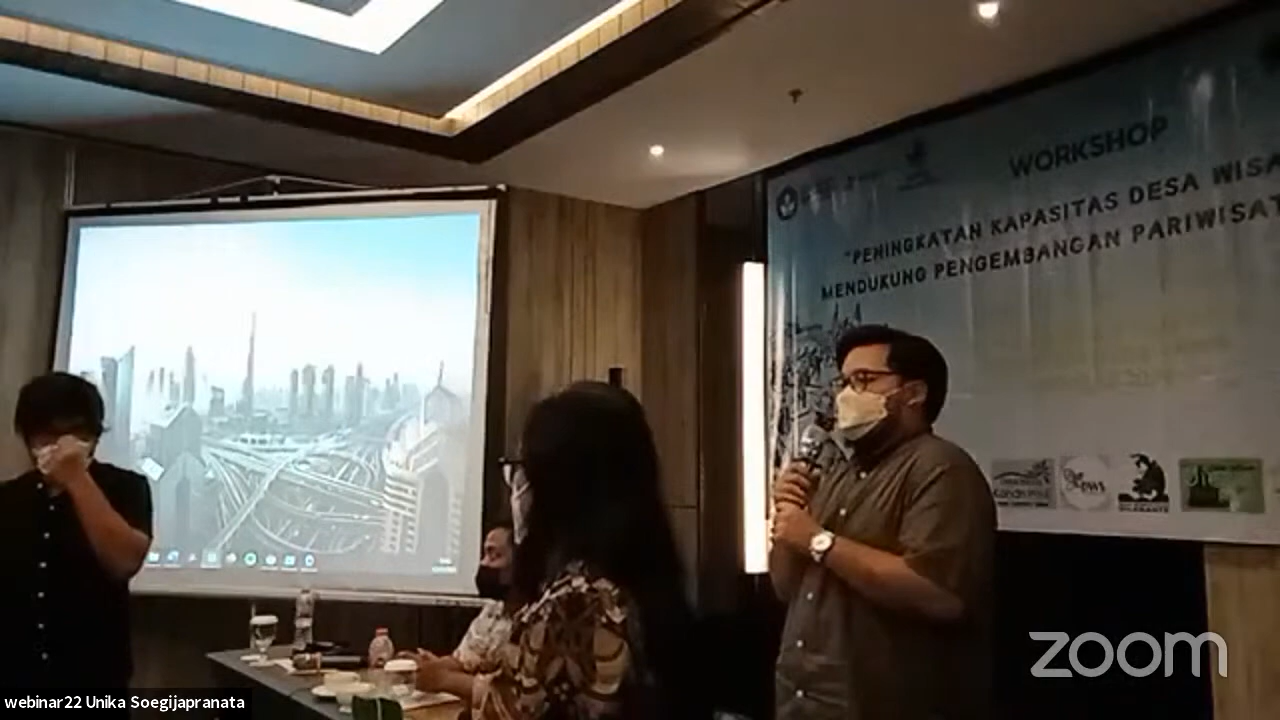 WORKSHOP
"PENINGKATAN KAPASITAS DESA WISA
MENDUKUNG PENGEMBANGAN PARIWISAT
zoom
webinar22 Unika Soegijapranata